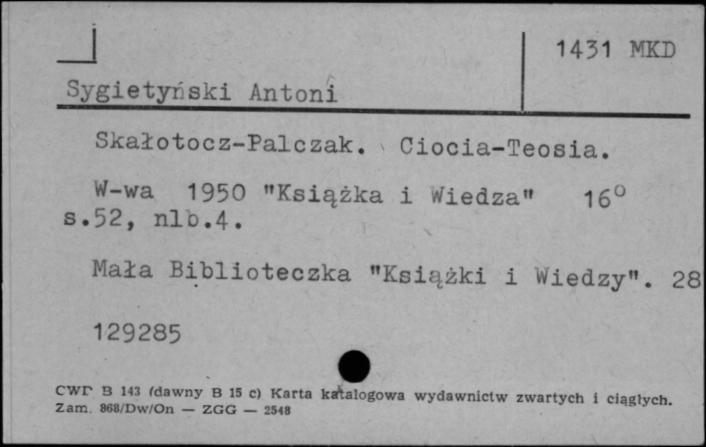 1431 MKD
Sygietyński Antoni
Skałotocz-Palczak. Ciocia-Teosia.
W-wa 1950 "Książka i Wiedza" 16°
s.52, nlb.4.
Mała Biblioteczka "Książki i Wiedzy". 28
129285
CWP B 143 (dawny B 15 c) Karta katalogowa wydawnictw zwartych i ciągłych.
Zam. 868/Dw/On — ZGG — 2548